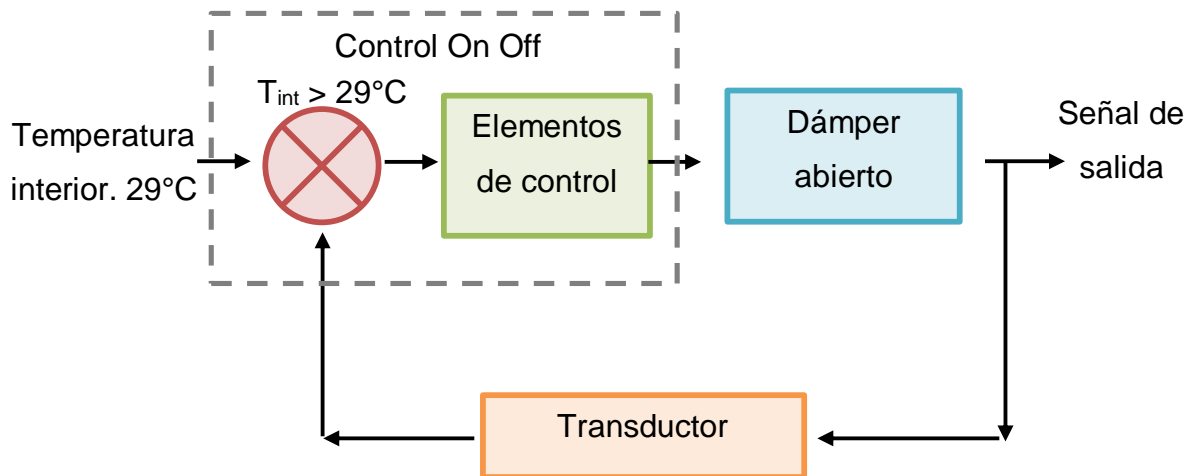 Control On Off
Tint > 29°C
Temperatura
interior. 29°C
Elementos
de control
Dámper
abierto
Señal de
salida
Transductor